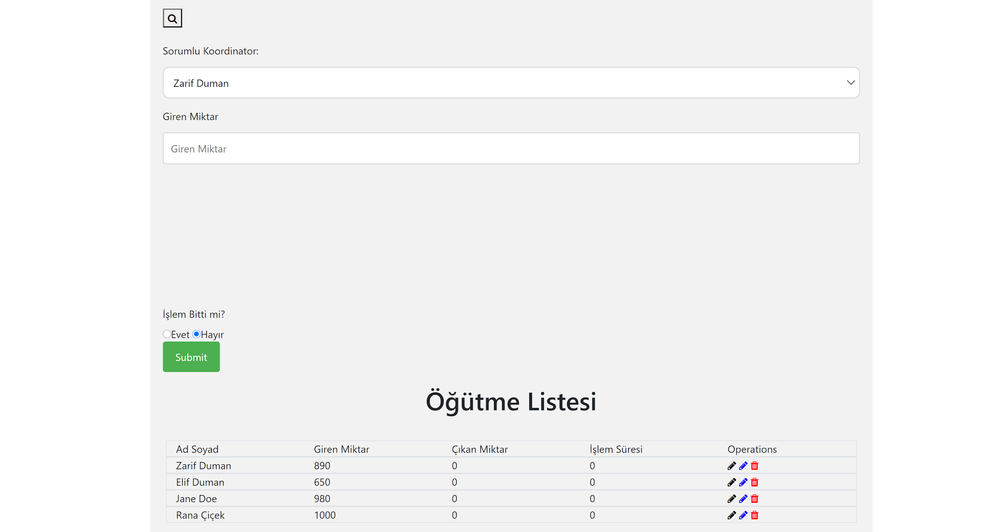 Sorumlu Koordinator:
Zarif Duman
Giren Miktar
Giren Miktar
İşlem Bitti mi?
Evet Hayır
Submit
Öğütme Listesi
Ad Soyad Giren Miktar Çıkan Miktar İşlem Süresi Operations
Zarif Duman 890 0 0
Elif Duman 650 0 0
Jane Doe 980 0 0
Rana Çiçek 1000 0 0